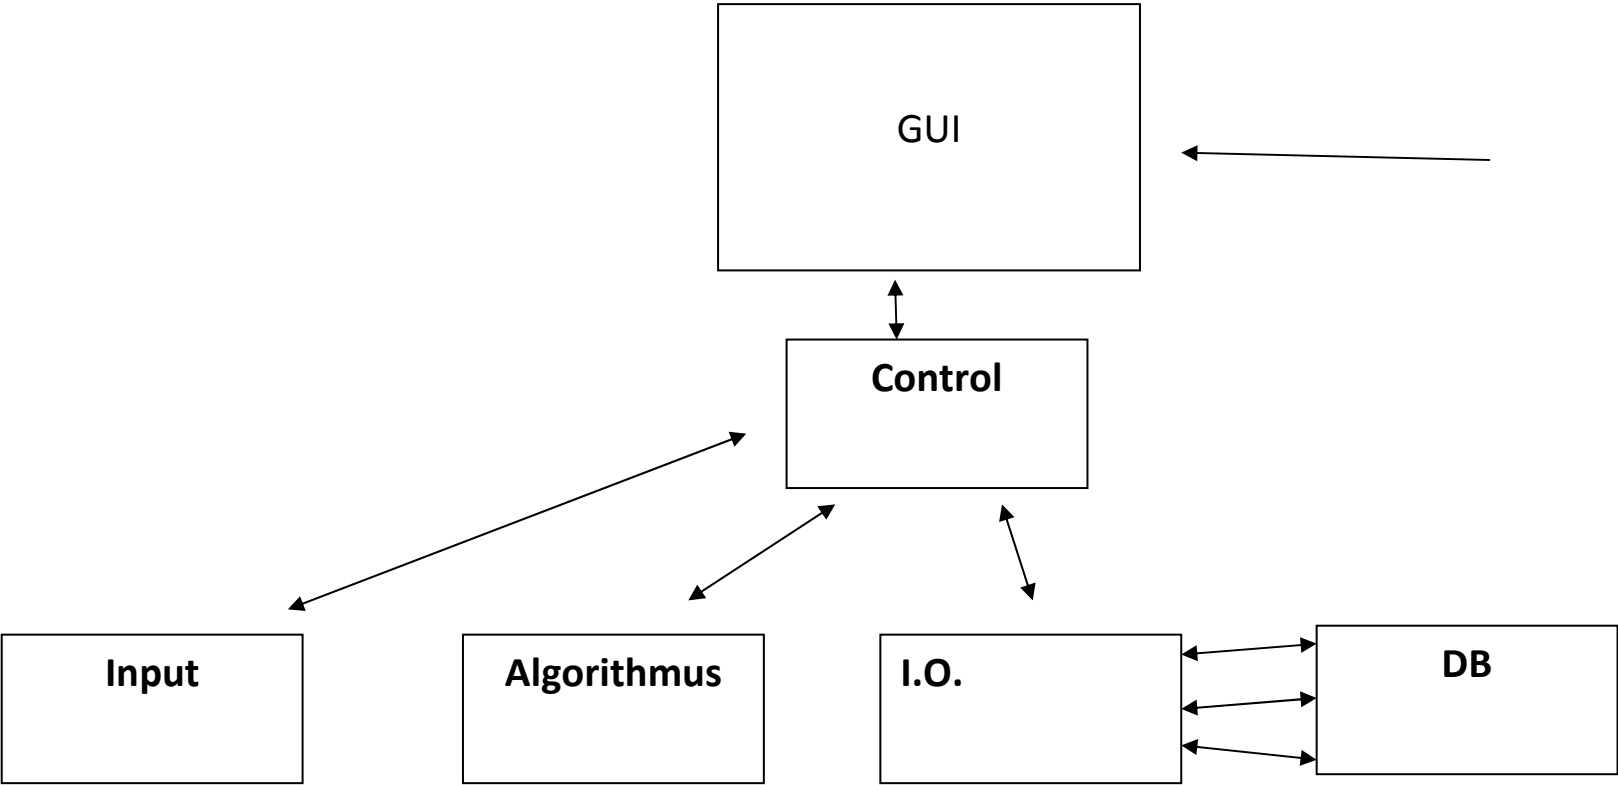 GUI
Control
Input
Algorithmus
I.O.
DB